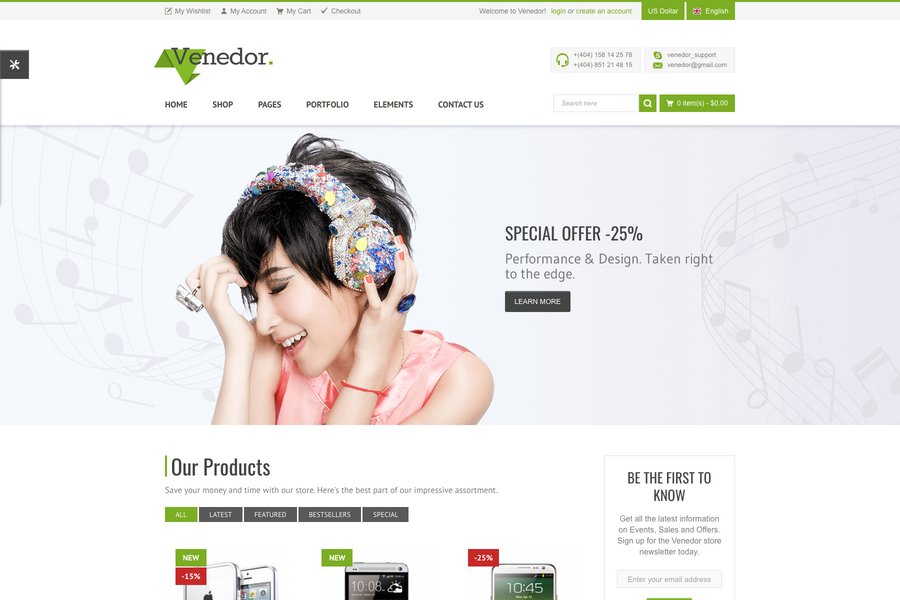 My Wishlist My Account My Cart Checkout
Welcome to Venedor! login or create an account US Dollar English
Venedor.
+(404) 158 14 25 78
+(404) 851 21 48 15
venedor_support
venedor@gmail.com
HOME SHOP PAGES PORTFOLIO ELEMENTS CONTACT US
Search here
0 item(s) - $0.00
SPECIAL OFFER -25%
Performance & Design. Taken right
to the edge.
LEARN MORE
Our Products
Save your money and time with our store. Here's the best part of our impressive assortment.
ALL LATEST FEATURED BESTSELLERS SPECIAL
NEW
-15%
NEW
10:08
-25%
10:45
BE THE FIRST TO
KNOW
Get all the latest information
on Events, Sales and Offers.
Sign up for the Venedor store
newsletter today.
Enter your email address